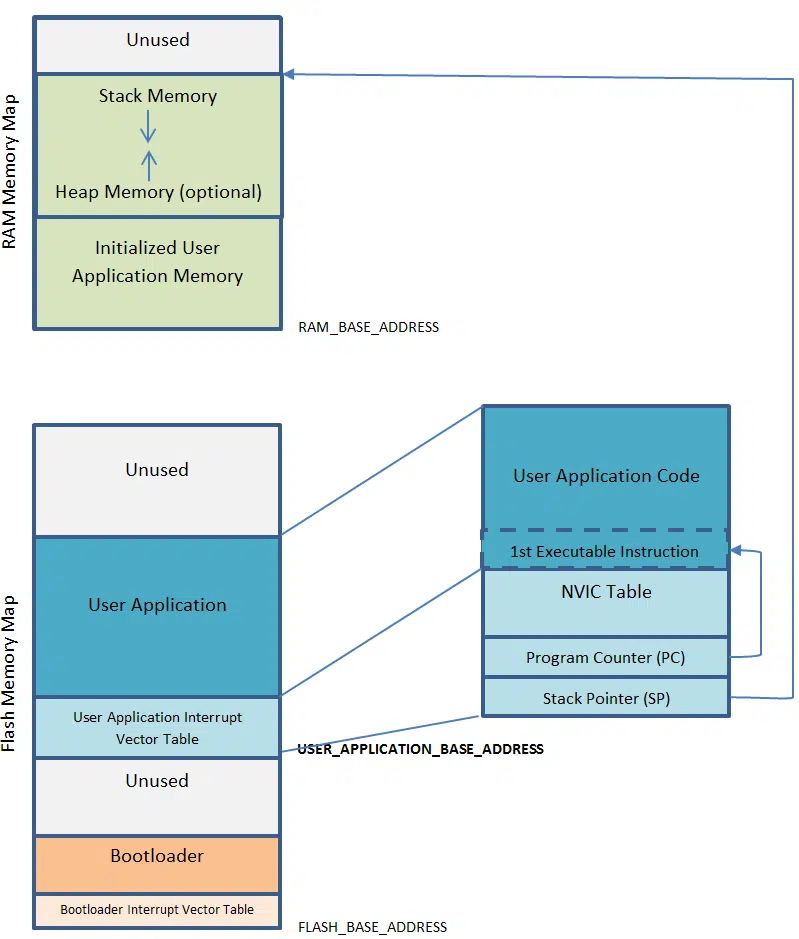 RAM Memory Map
Unused
Stack Memory
Heap Memory (optional)
Initialized User
Application Memory
RAM_BASE_ADDRESS
Flash Memory Map
Unused
User Application
User Application Interrupt
Vector Table
USER_APPLICATION_BASE_ADDRESS
Unused
Bootloader
Bootloader Interrupt Vector Table
FLASH_BASE_ADDRESS
User Application Code
1st Executable Instruction
NVIC Table
Program Counter (PC)
Stack Pointer (SP)